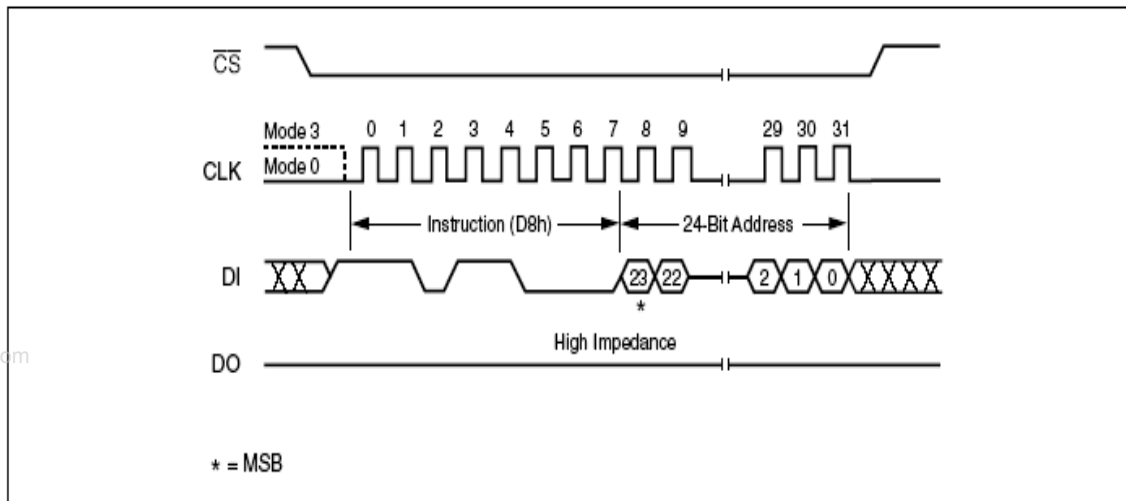 CS
Mode 3 0 1 2 3 4 5 6 7 8 9 29 30 31
CLK Mode 0
Instruction (D8h) 24-Bit Address
DI 23 22 2 1 0
*
High Impedance
om
DO
* = MSB